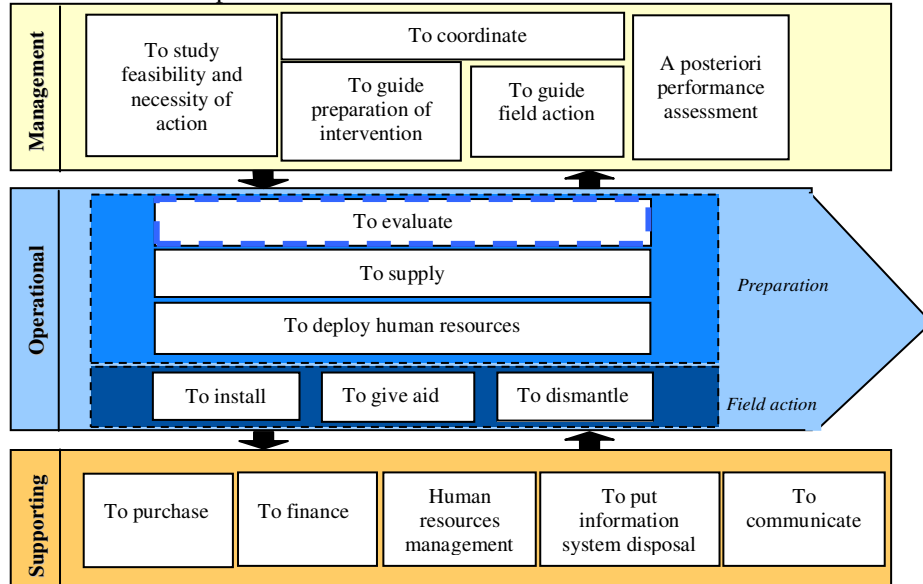 Management
To study
feasibility and
necessity of
action
To coordinate
To guide
preparation of
intervention
To guide
field action
A posteriori
performance
assessment
Operational
To evaluate
To supply
To deploy human resources
Preparation
To install
To give aid
To dismantle
Field action
Supporting
To purchase
To finance
Human
resources
management
To put
information
system disposal
To
communicate